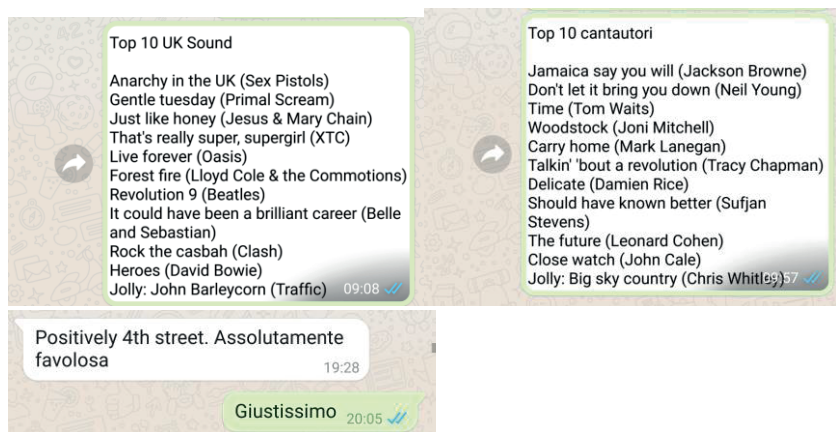 Top 10 UK Sound
Anarchy in the UK (Sex Pistols)
Gentle tuesday (Primal Scream)
Just like honey (Jesus & Mary Chain)
That's really super, supergirl (XTC)
Live forever (Oasis)
Forest fire (Lloyd Cole & the Commotions)
Revolution 9 (Beatles)
It could have been a brilliant career (Belle
and Sebastian)
Rock the casbah (Clash)
Heroes (David Bowie)
Jolly: John Barleycorn (Traffic) 09:08
Top 10 cantautori
Jamaica say you will (Jackson Browne)
Don't let it bring you down (Neil Young)
Time (Tom Waits)
Woodstock (Joni Mitchell)
Carry home (Mark Lanegan)
Talkin' 'bout a revolution (Tracy Chapman)
Delicate (Damien Rice)
Should have known better (Sufjan
Stevens)
The future (Leonard Cohen)
Close watch (John Cale)
Jolly: Big sky country (Chris Whitley) 09:57
Positively 4th street. Assolutamente
favolosa
19:28
Giustissimo 20:05